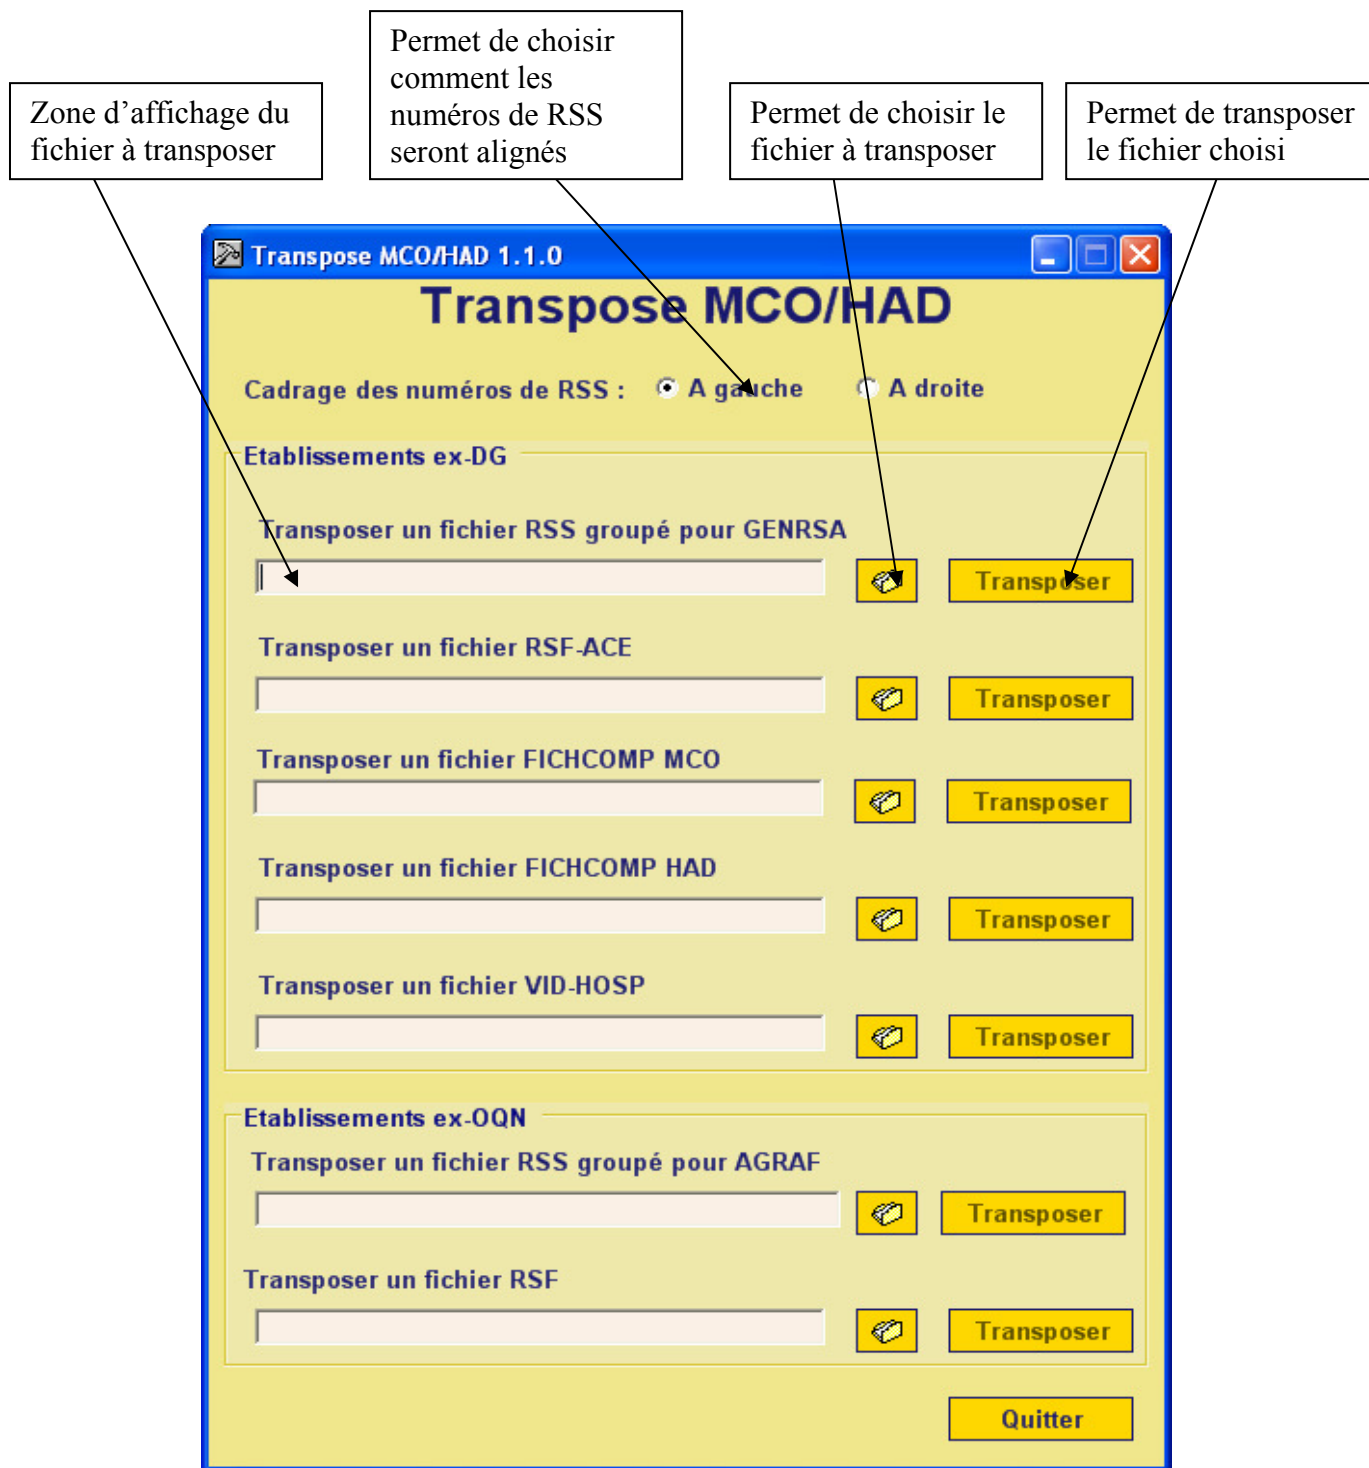 Permet de choisir
comment les
numéros de RSS
seront alignés
Zone d’affichage du
fichier à transposer
Permet de choisir le
fichier à transposer
Permet de transposer
le fichier choisi
Transpose MCO/HAD 1.1.0
Transpose MCO/HAD
Cadrage des numéros de RSS : A gauche A droite
Etablissements ex-DG
Transposer un fichier RSS groupé pour GENRSA
Transposer
Transposer un fichier RSF-ACE
Transposer
Transposer un fichier FICHCOMP MCO
Transposer
Transposer un fichier FICHCOMP HAD
Transposer
Transposer un fichier VID-HOSP
Transposer
Etablissements ex-OQN
Transposer un fichier RSS groupé pour AGRAF
Transposer
Transposer un fichier RSF
Transposer
Quitter